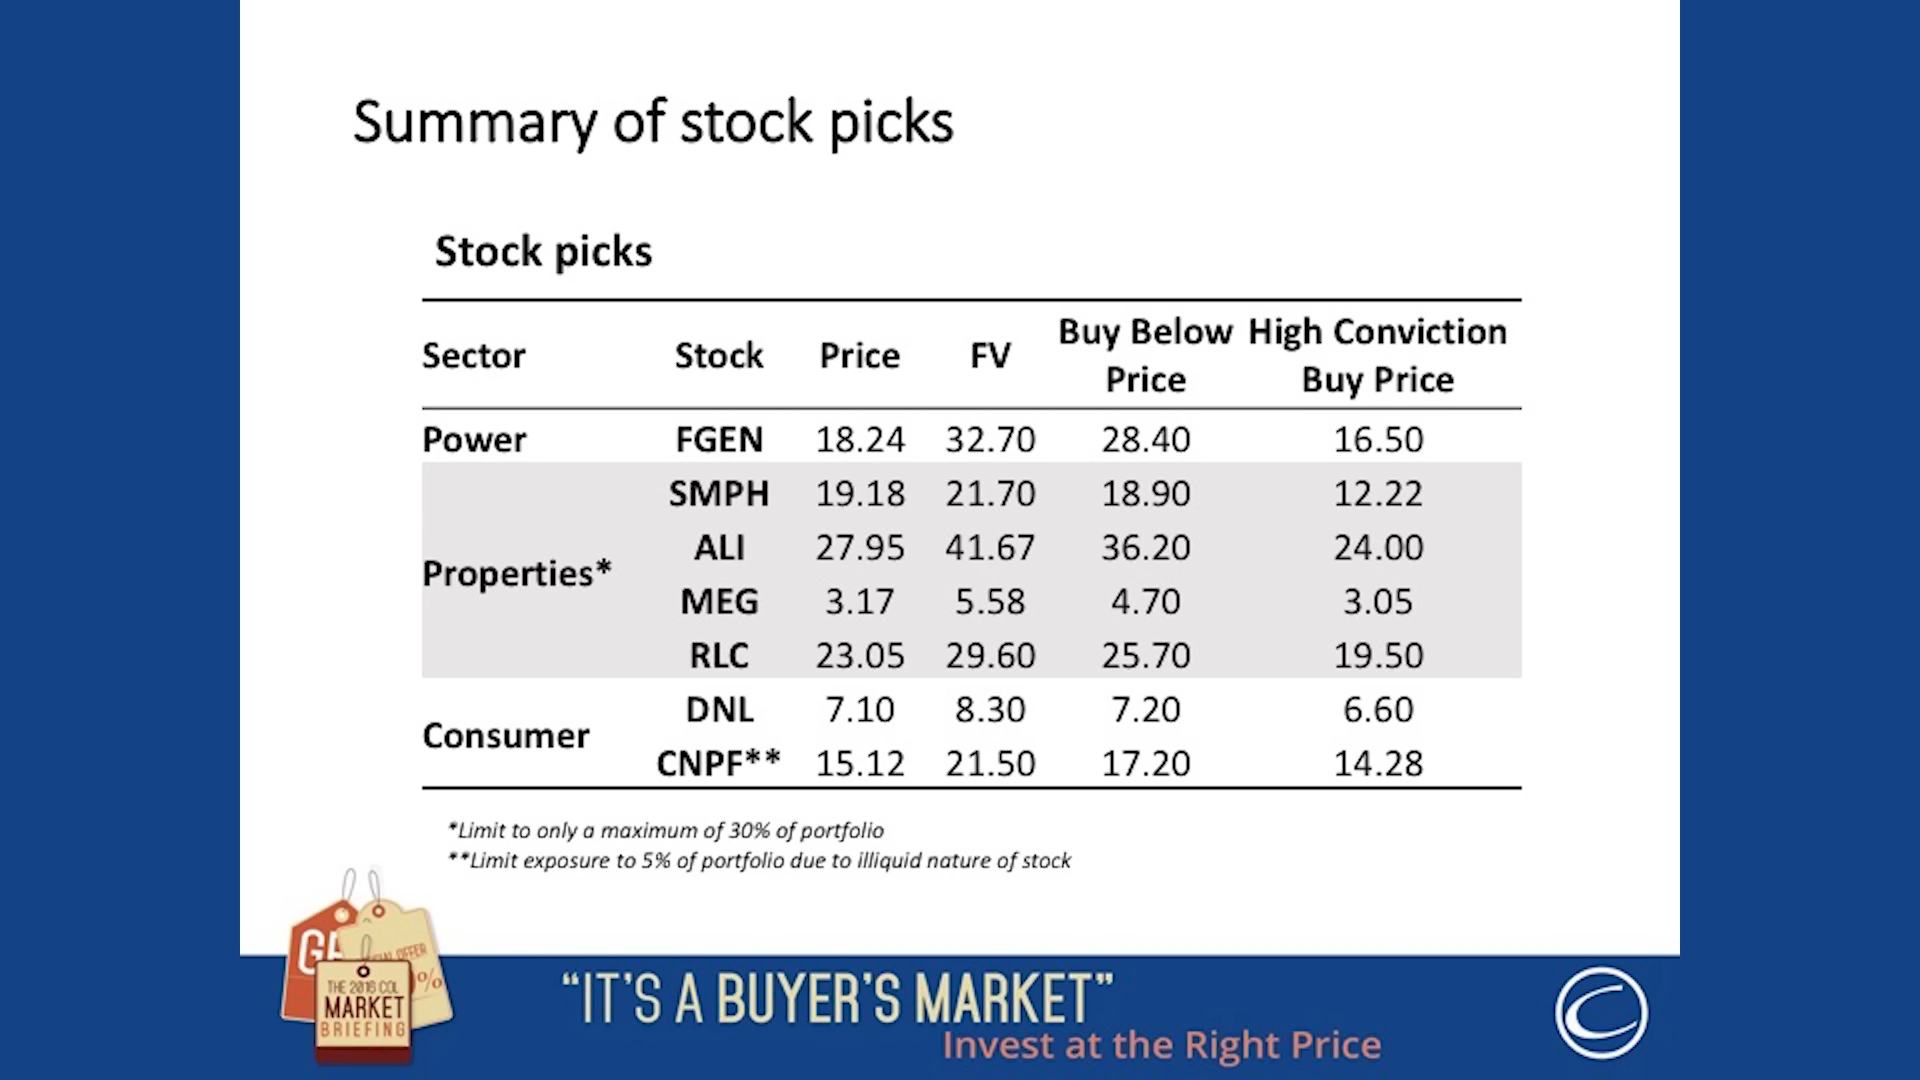 Summary of stock picks
Stock picks
Sector Stock Price FV Buy Below Price High Conviction Buy Price
Power FGEN 18.24 32.70 28.40 16.50
Properties* SMPH 19.18 21.70 18.90 12.22
ALI 27.95 41.67 36.20 24.00
MEG 3.17 5.58 4.70 3.05
RLC 23.05 29.60 25.70 19.50
Consumer DNL 7.10 8.30 7.20 6.60
CNPF** 15.12 21.50 17.20 14.28
*Limit to only a maximum of 30% of portfolio
**Limit exposure to 5% of portfolio due to illiquid nature of stock
OFFER
%
THE 2016 COL
MARKET
BRIEFING
“IT’S A BUYER’S MARKET”
Invest at the Right Price